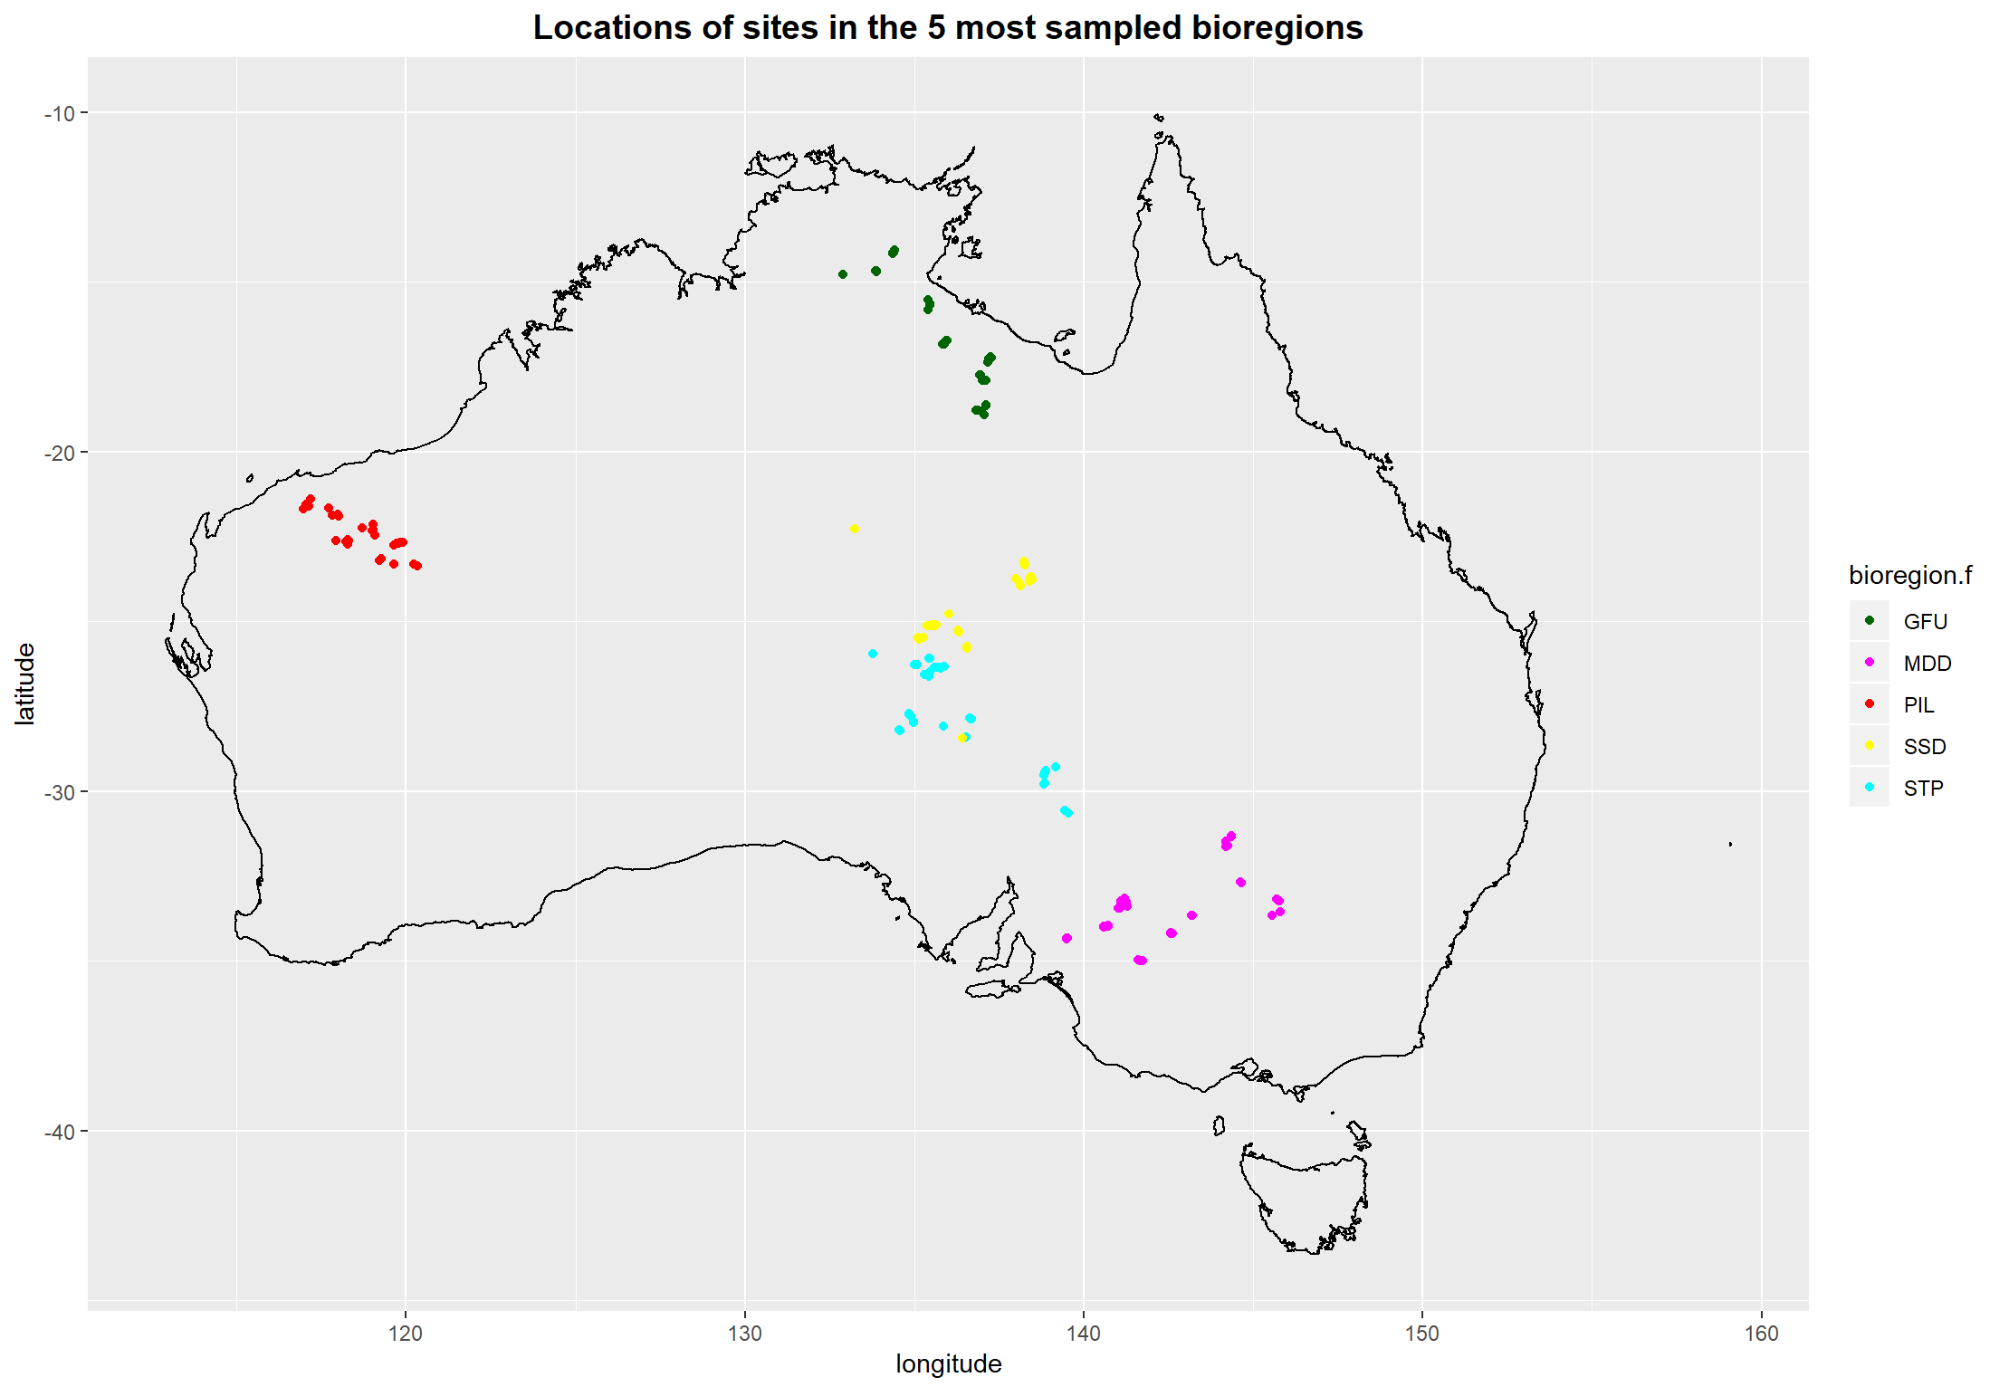 Locations of sites in the 5 most sampled bioregions
-10
-20
-30
-40
latitude
120
130
140
150
160
longitude
bioregion.f
GFU
MDD
PIL
SSD
STP